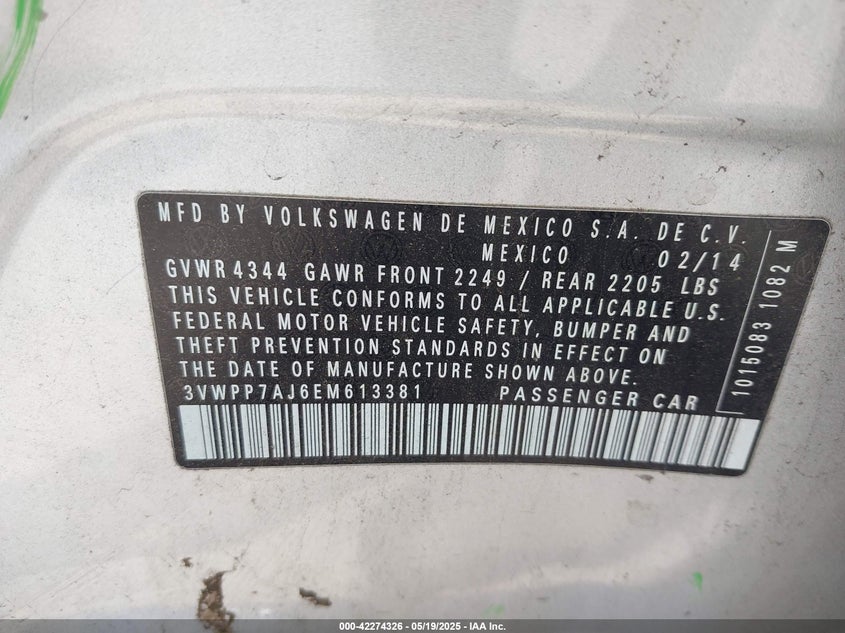 MFD BY VOLKSWAGEN DE MEXICO S.A. DE C.V.
MEXICO 02/14
GVWR 4344 GAWR FRONT 2249 / REAR 2205 LBS
THIS VEHICLE CONFORMS TO ALL APPLICABLE U.S.
FEDERAL MOTOR VEHICLE SAFETY, BUMPER AND
THEFT PREVENTION STANDARDS IN EFFECT ON
THE DATE OF MANUFACTURE SHOWN ABOVE.
3VWPP7AJ6EM613381 PASSENGER CAR
1015083 1082 M
000-42274326 - 05/19/2025 - IAA Inc.